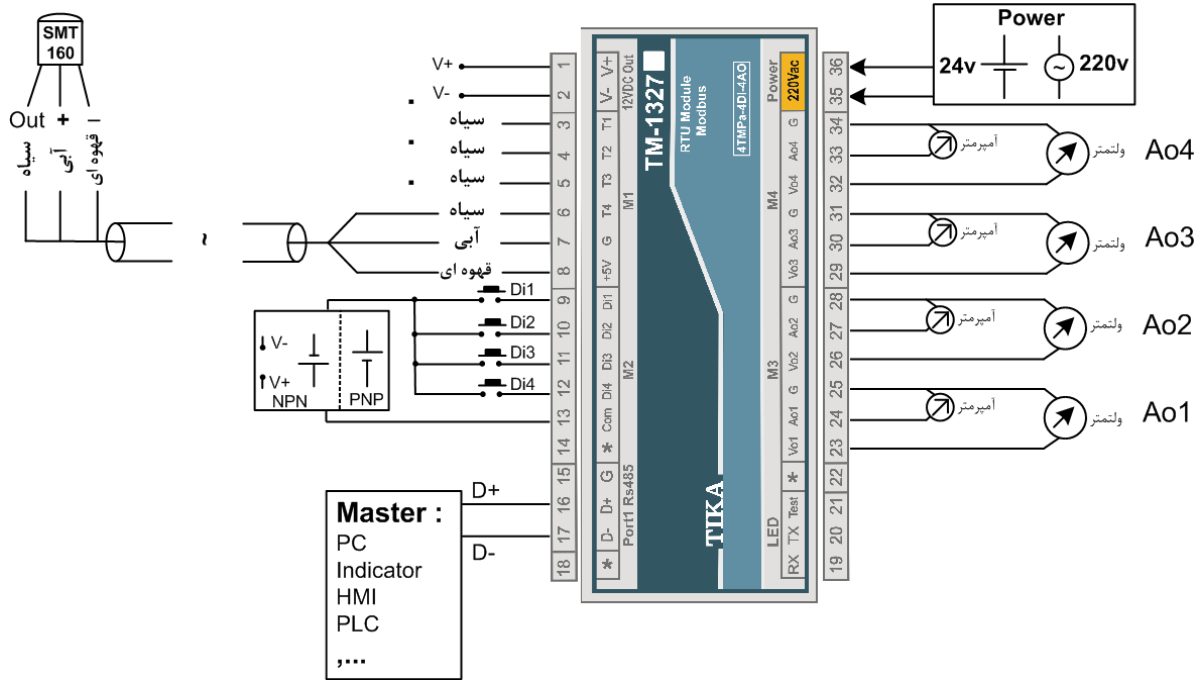 SMT
160
Out + –
سیاه
آبی
قهوه ای
~
V+
V-
سیاه
سیاه
سیاه
سیاه
آبی
قهوه ای
Di1
Di2
Di3
Di4
V-
V+
NPN
PNP
D+
D-
Master :
PC
Indicator
HMI
PLC
,...
1
2
3
4
5
6
7
8
9
10
11
12
13
14
15
16
17
18
V+
V-
T1
T2
T3
T4
G
+5V
Di1
Di2
Di3
Di4
Com
*
G
D+
D-
*
12VDC Out
M1
M2
Port1 Rs485
TM-1327
RTU Module
Modbus
4TMPa-4DI-4AO
TIKA
Power
M4
M3
LED
220Vac
G
Ao4
Vo4
G
Ao3
Vo3
G
Ao2
Vo2
G
Ao1
Vo1
*
Test
TX
RX
36
35
34
33
32
31
30
29
28
27
26
25
24
23
22
21
20
19
Power
24v
~
220v
آمپرمتر
ولتمتر
Ao4
آمپرمتر
ولتمتر
Ao3
آمپرمتر
ولتمتر
Ao2
آمپرمتر
ولتمتر
Ao1